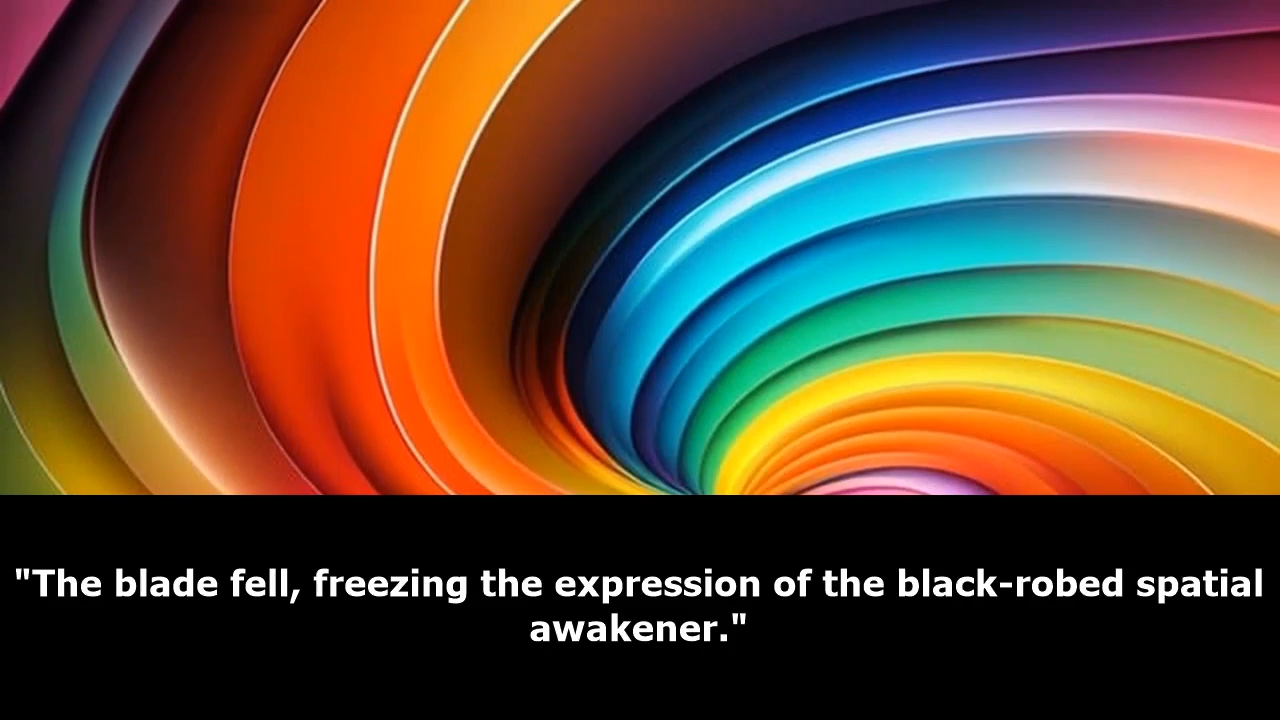 "The blade fell, freezing the expression of the black-robed spatial
awakener."